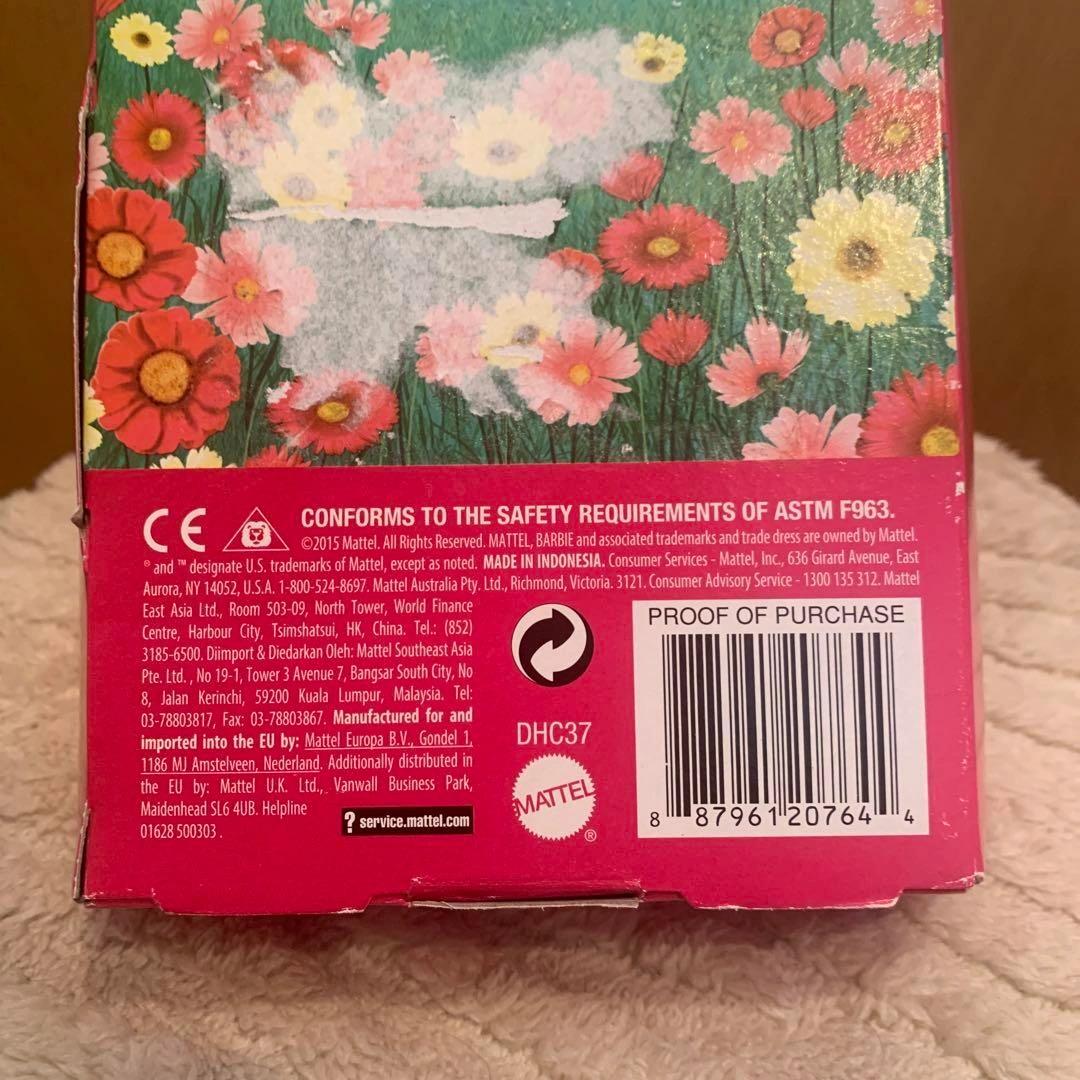 CE
CONFORMS TO THE SAFETY REQUIREMENTS OF ASTM F963.
©2015 Mattel. All Rights Reserved. MATTEL, BARBIE and associated trademarks and trade dress are owned by Mattel.
® and ™ designate U.S. trademarks of Mattel, except as noted. MADE IN INDONESIA. Consumer Services - Mattel, Inc., 636 Girard Avenue, East
Aurora, NY 14052, U.S.A. 1-800-524-8697. Mattel Australia Pty. Ltd., Richmond, Victoria. 3121. Consumer Advisory Service - 1300 135 312. Mattel
East Asia Ltd., Room 503-09, North Tower, World Finance
Centre, Harbour City, Tsimshatsui, HK, China. Tel.: (852)
3185-6500. Diimport & Diedarkan Oleh: Mattel Southeast Asia
Pte. Ltd. , No 19-1, Tower 3 Avenue 7, Bangsar South City, No
8, Jalan Kerinchi, 59200 Kuala Lumpur, Malaysia. Tel:
03-78803817, Fax: 03-78803867. Manufactured for and
imported into the EU by: Mattel Europa B.V., Gondel 1,
1186 MJ Amstelveen, Nederland. Additionally distributed in
the EU by: Mattel U.K. Ltd., Vanwall Business Park,
Maidenhead SL6 4UB. Helpline
01628 500303 .
? service.mattel.com
DHC37
MATTEL
®
PROOF OF PURCHASE
8 87961 20764 4